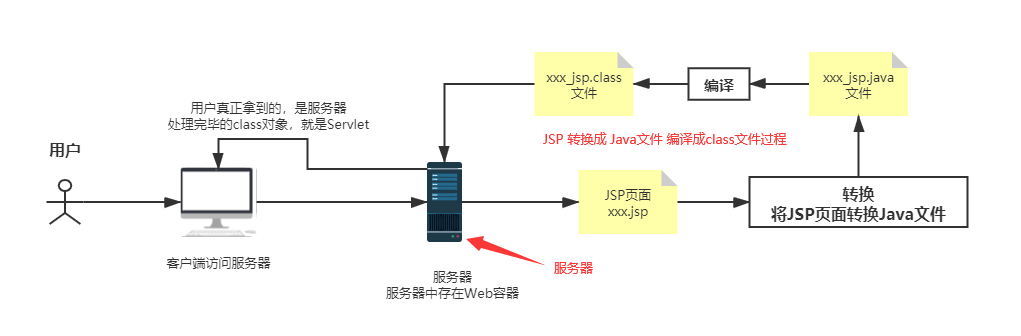 xxx_jsp.class
文件
编译
xxx_jsp.java
文件
用户真正拿到的，是服务器
处理完毕的class对象，就是Servlet
JSP 转换成 Java文件 编译成class文件过程
用户
JSP页面
xxx.jsp
转换
将JSP页面转换Java文件
客户端访问服务器
服务器
服务器中存在Web容器
服务器